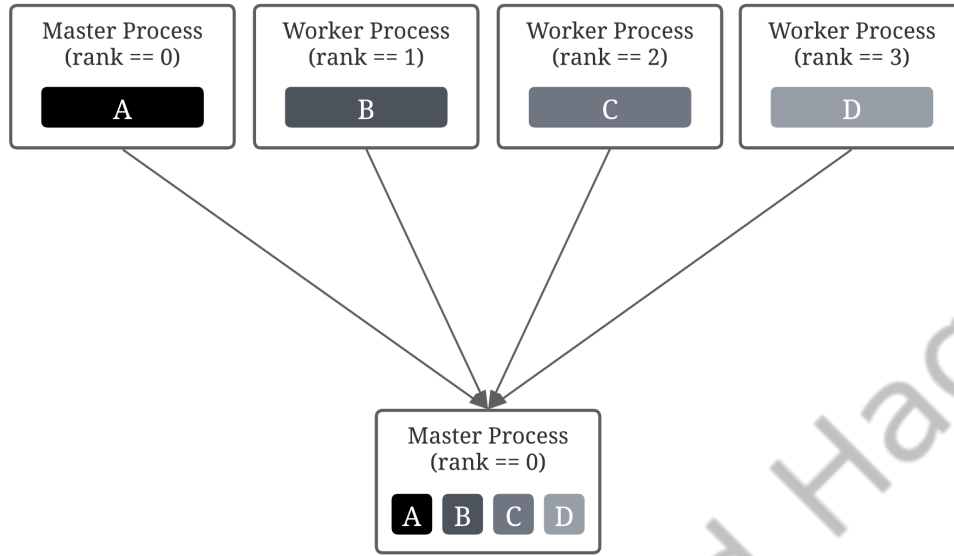 Master Process
(rank == 0)
A
Worker Process
(rank == 1)
B
Worker Process
(rank == 2)
C
Worker Process
(rank == 3)
D
Master Process
(rank == 0)
A B C D